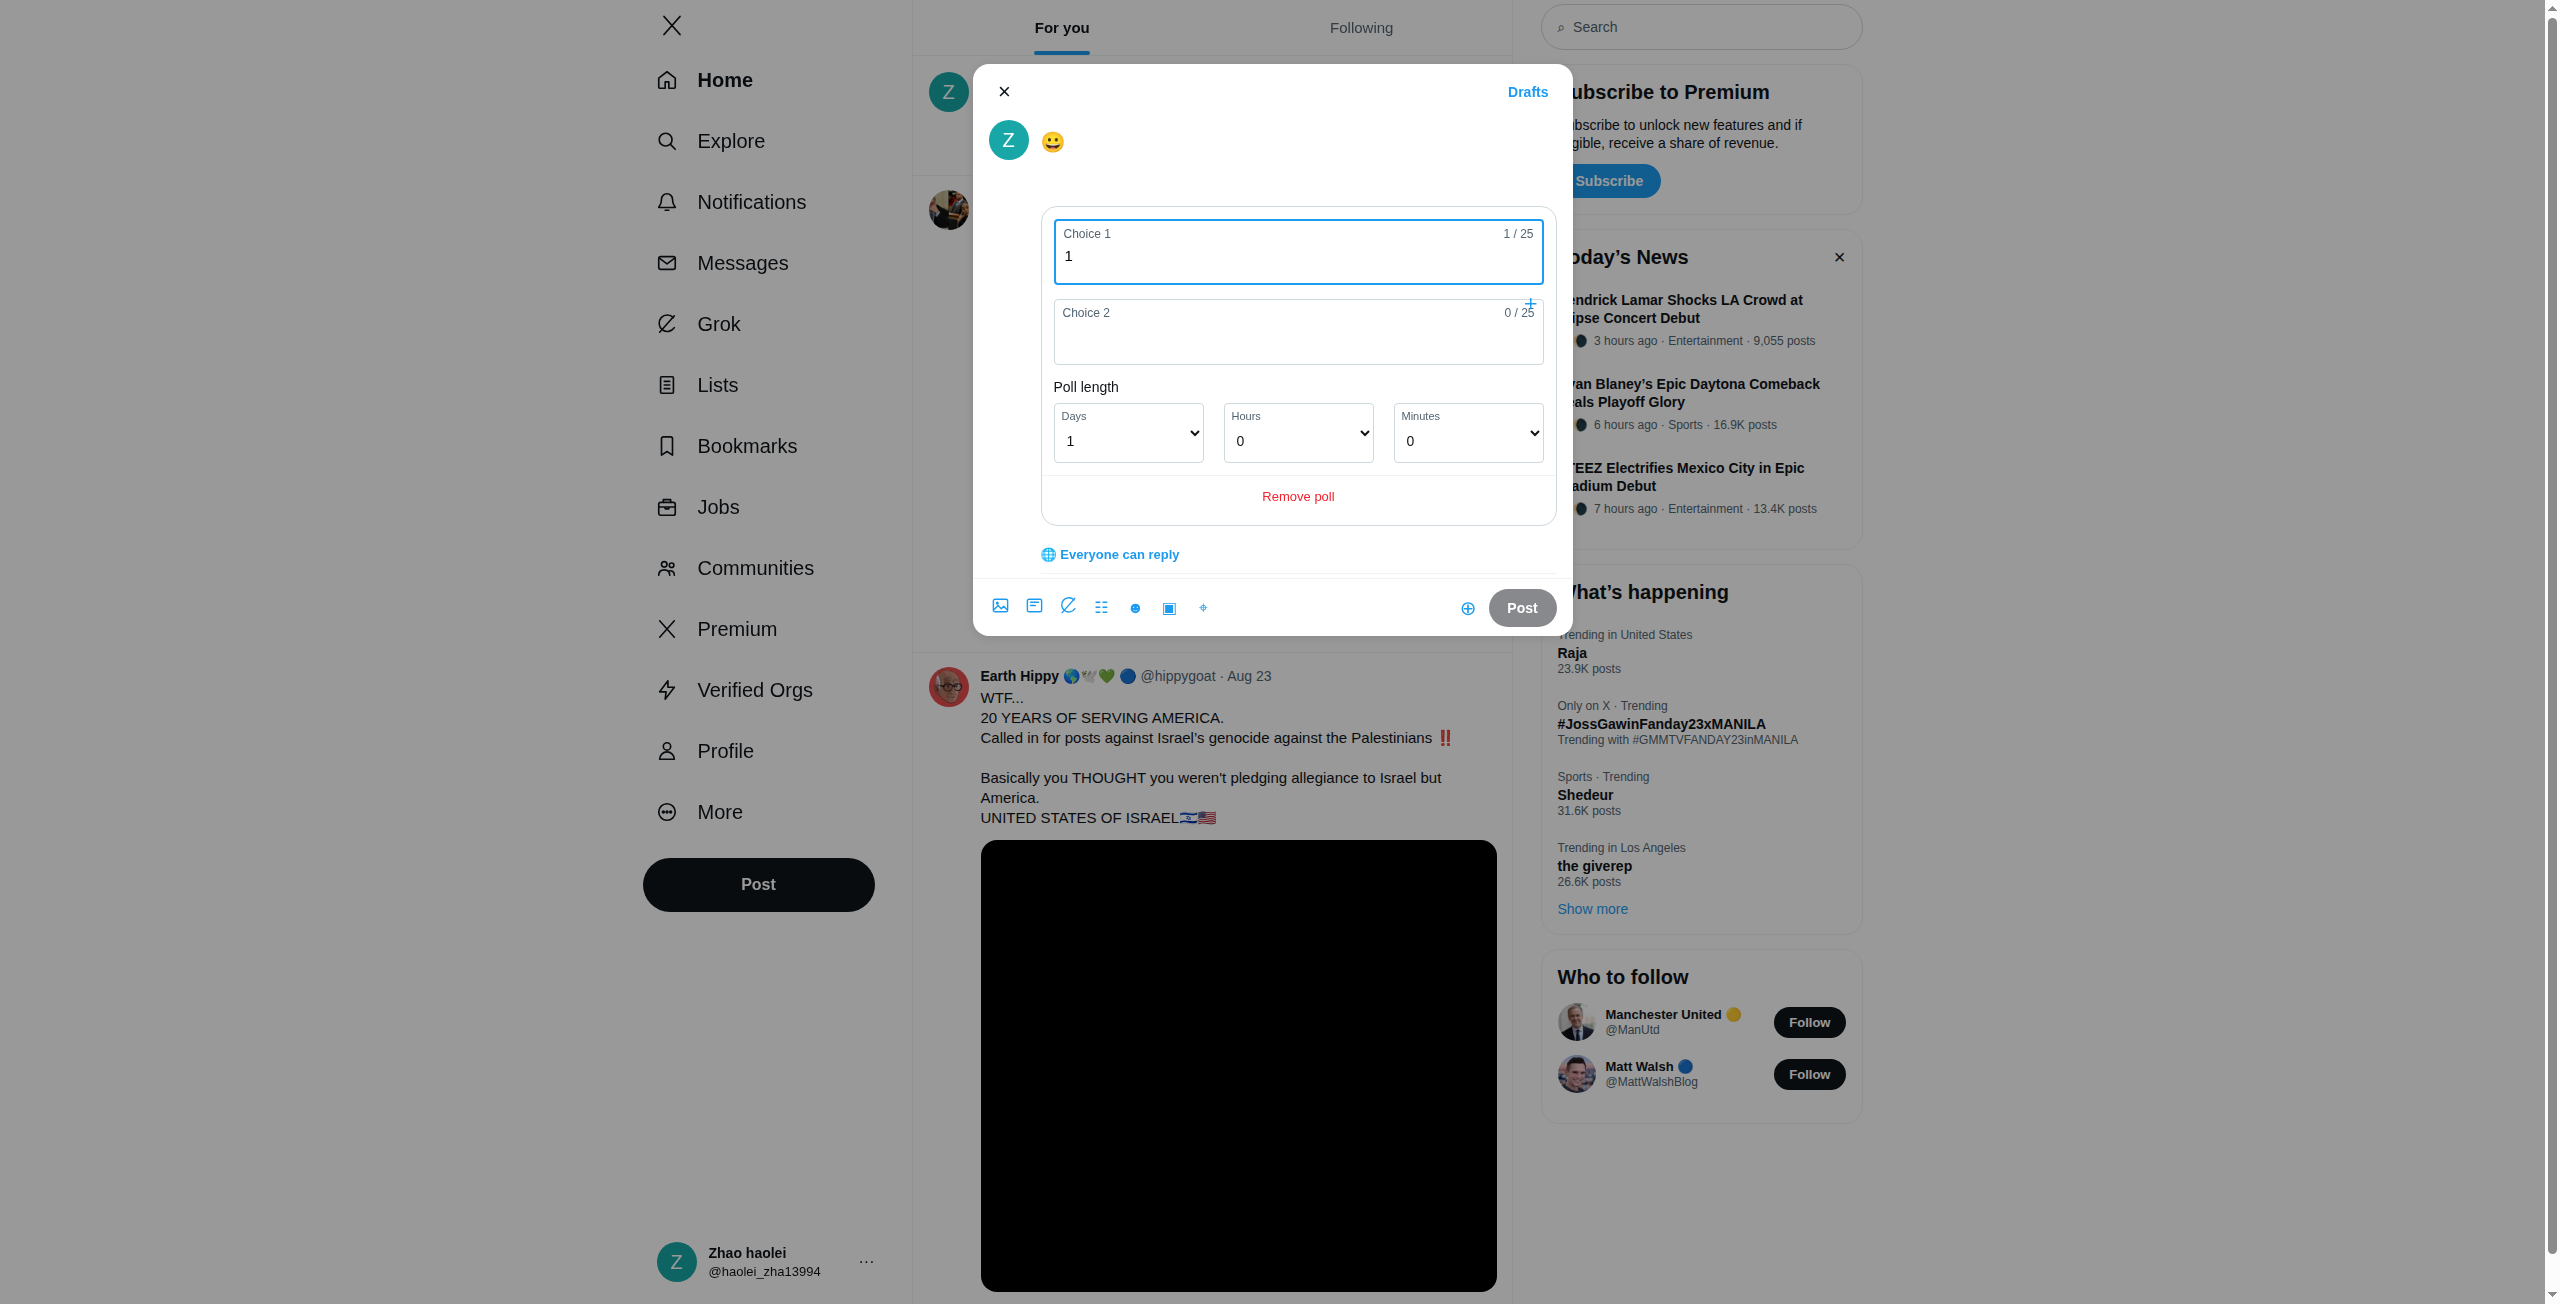 Home
Explore
Notifications
Messages
Grok
Lists
Bookmarks
Jobs
Communities
Premium
Verified Orgs
Profile
More
Post
Z
Zhao haolei
@haolei_zha13994
...
For you
Following
Z
Drafts
Z
😀
Choice 1
1 / 25
1
Choice 2
0 / 25
Poll length
Days
1
Hours
0
Minutes
0
Remove poll
🌐 Everyone can reply
Post
Earth Hippy 🌎🕊️💚 🔵 @hippygoat · Aug 23
WTF...
20 YEARS OF SERVING AMERICA.
Called in for posts against Israel's genocide against the Palestinians ‼️
Basically you THOUGHT you weren't pledging allegiance to Israel but
America.
UNITED STATES OF ISRAEL🇮🇱🇺🇸
Search
ubscribe to Premium
bscribe to unlock new features and if
gible, receive a share of revenue.
Subscribe
oday’s News
endrick Lamar Shocks LA Crowd at
ipse Concert Debut
3 hours ago · Entertainment · 9,055 posts
yan Blaney’s Epic Daytona Comeback
eals Playoff Glory
6 hours ago · Sports · 16.9K posts
TEEZ Electrifies Mexico City in Epic
adium Debut
7 hours ago · Entertainment · 13.4K posts
What’s happening
Trending in United States
Raja
23.9K posts
Only on X · Trending
#JossGawinFanday23xMANILA
Trending with #GMMTVFANDAY23inMANILA
Sports · Trending
Shedeur
31.6K posts
Trending in Los Angeles
the giverep
26.6K posts
Show more
Who to follow
Manchester United 🟡
@ManUtd
Follow
Matt Walsh 🔵
@MattWalshBlog
Follow